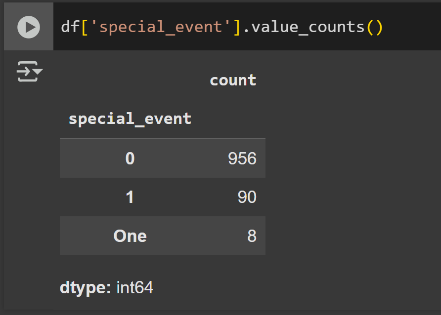 df['special_event'].value_counts()
count
special_event
0 956
1 90
One 8
dtype: int64